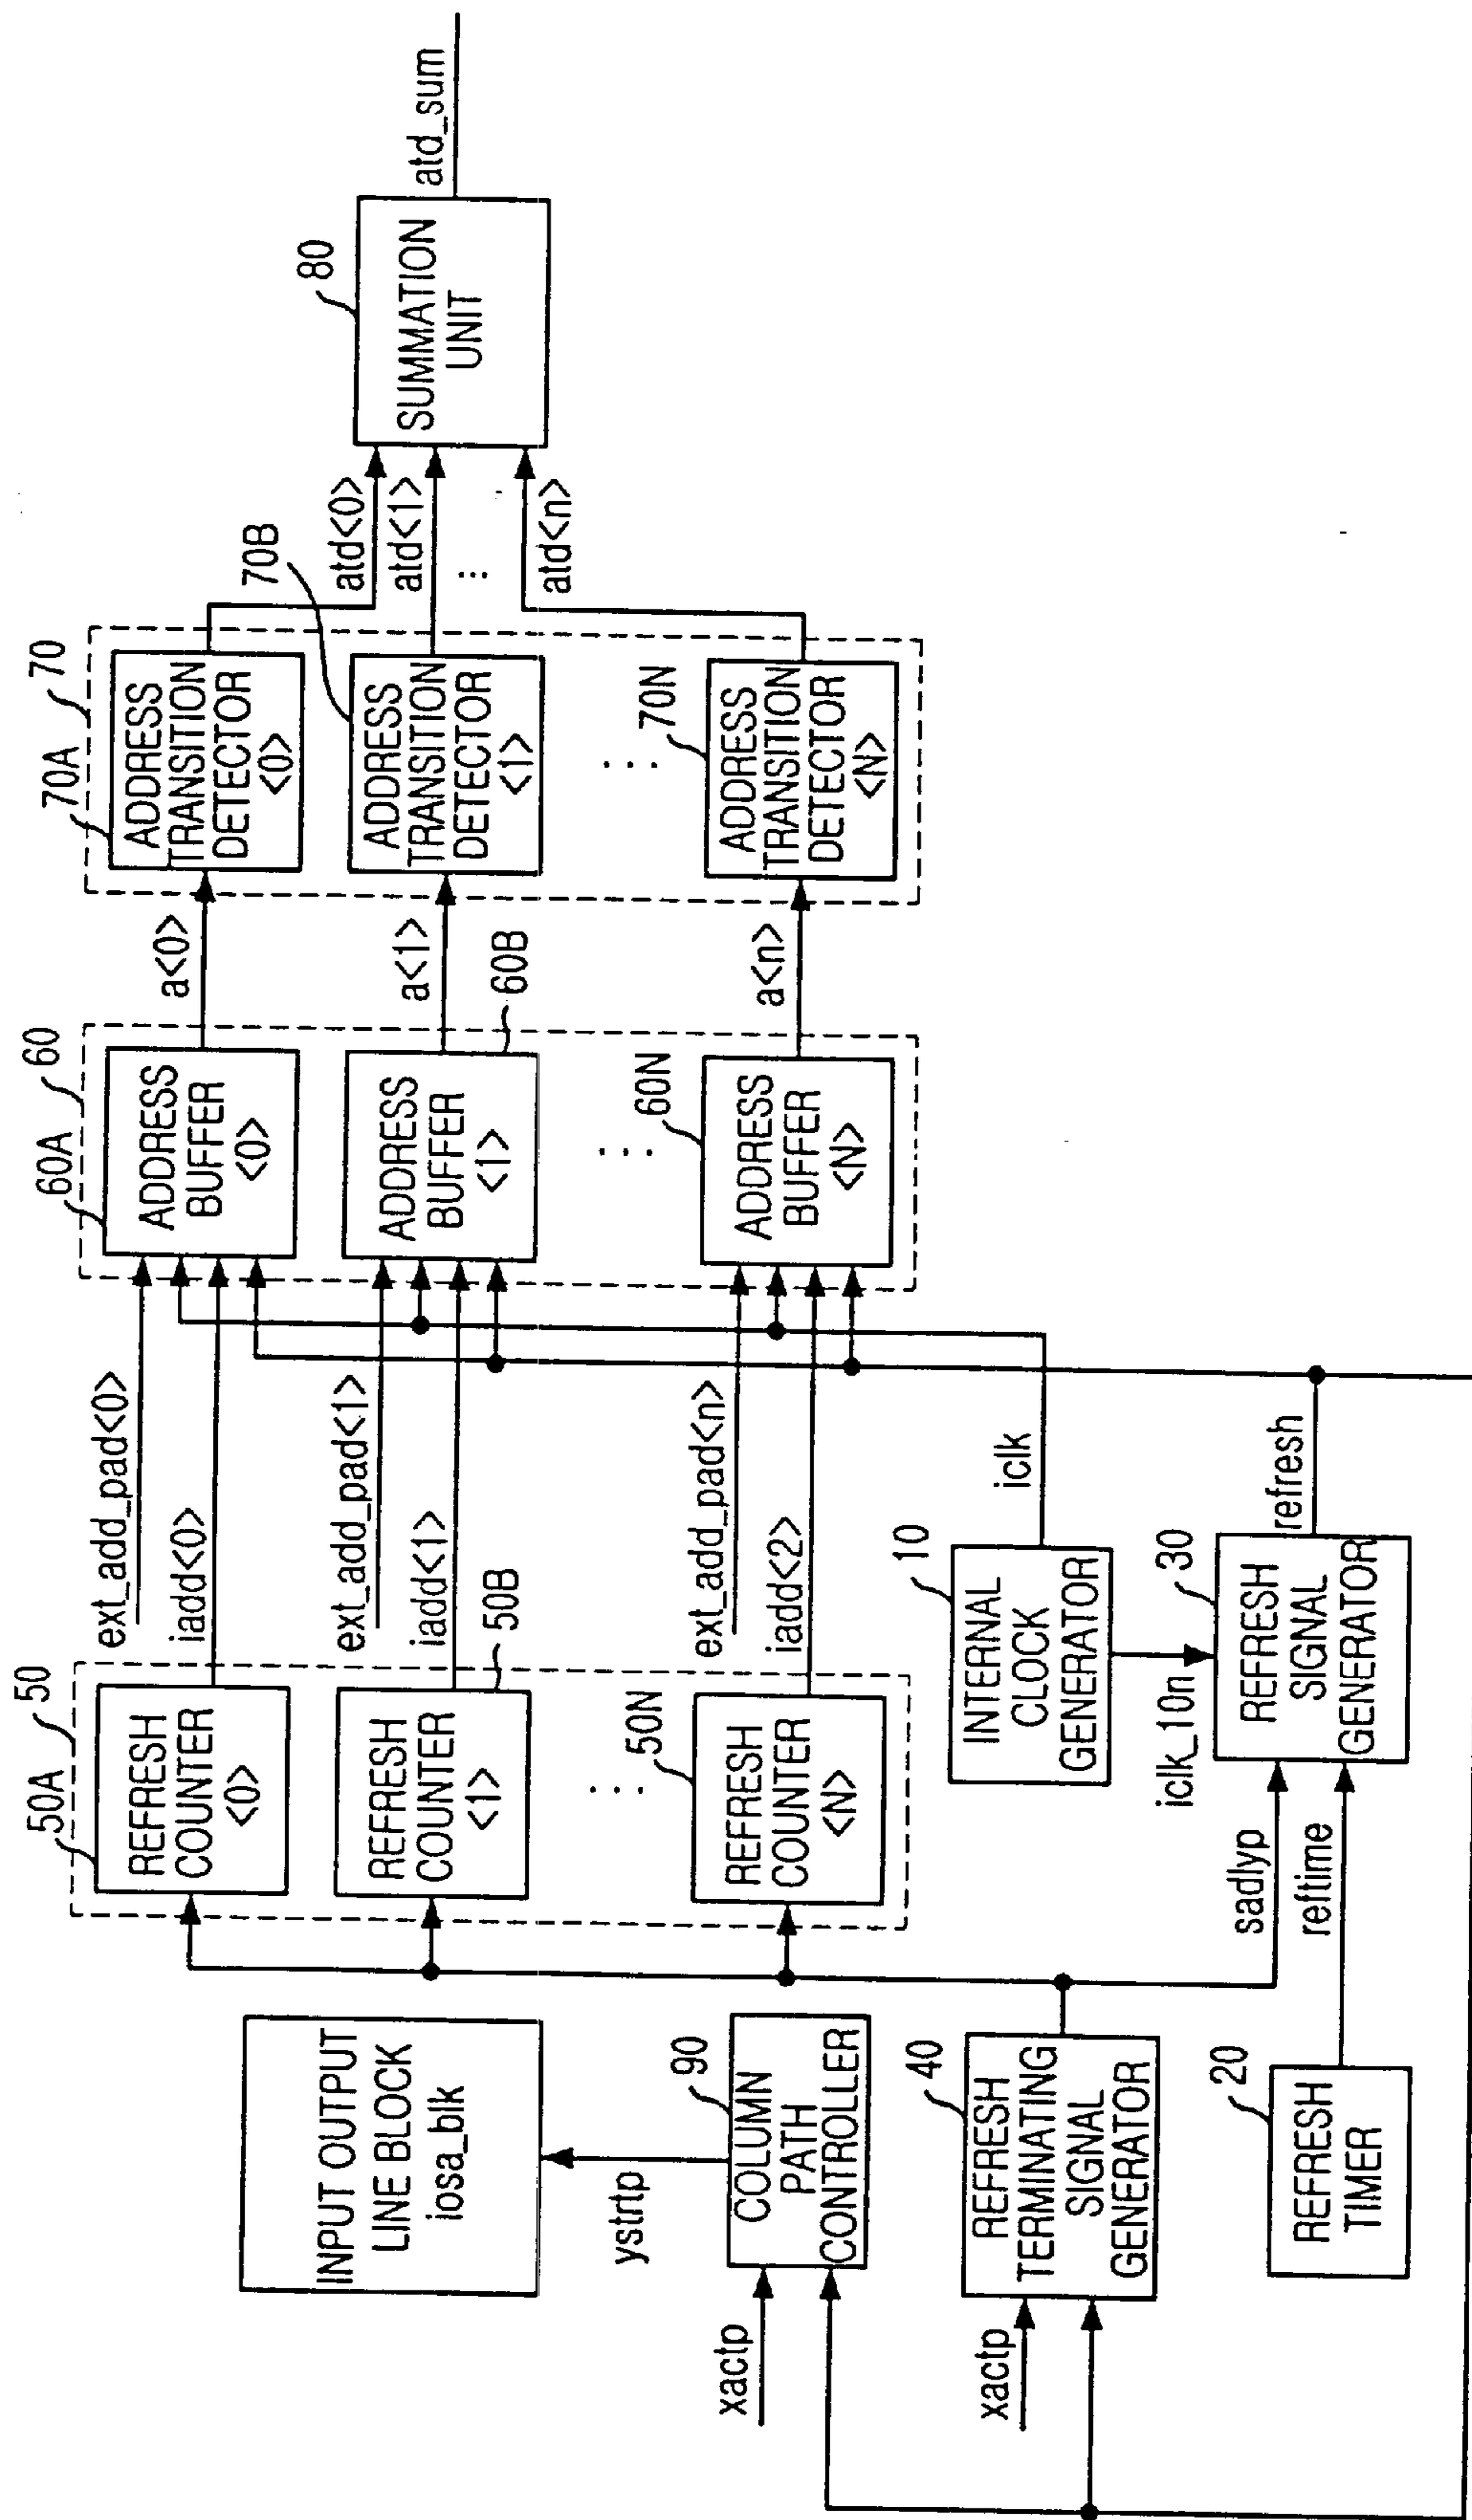 50
50A
REFRESH
COUNTER
<0>
REFRESH
COUNTER
<1>
50B
...
50N
REFRESH
COUNTER
<N>
ext_add_pad<0>
iadd<0>
ext_add_pad<1>
iadd<1>
ext_add_pad<n>
iadd<2>
60
60A
ADDRESS
BUFFER
<0>
ADDRESS
BUFFER
<1>
60B
...
60N
ADDRESS
BUFFER
<N>
a<0>
a<1>
a<n>
70
70A
ADDRESS
TRANSITION
DETECTOR
<0>
70B
ADDRESS
TRANSITION
DETECTOR
<1>
...
70N
ADDRESS
TRANSITION
DETECTOR
<N>
atd<0>
atd<1>
...
atd<n>
80
SUMMATION
UNIT
atd_sum
INPUT OUTPUT
LINE BLOCK
iosa_blk
ystrtp
90
COLUMN
PATH
CONTROLLER
xactp
40
REFRESH
TERMINATING
SIGNAL
GENERATOR
xactp
20
REFRESH
TIMER
sadlyp
reftime
10
INTERNAL
CLOCK
GENERATOR
iclk
iclk_10n
30
REFRESH
SIGNAL
GENERATOR
refresh